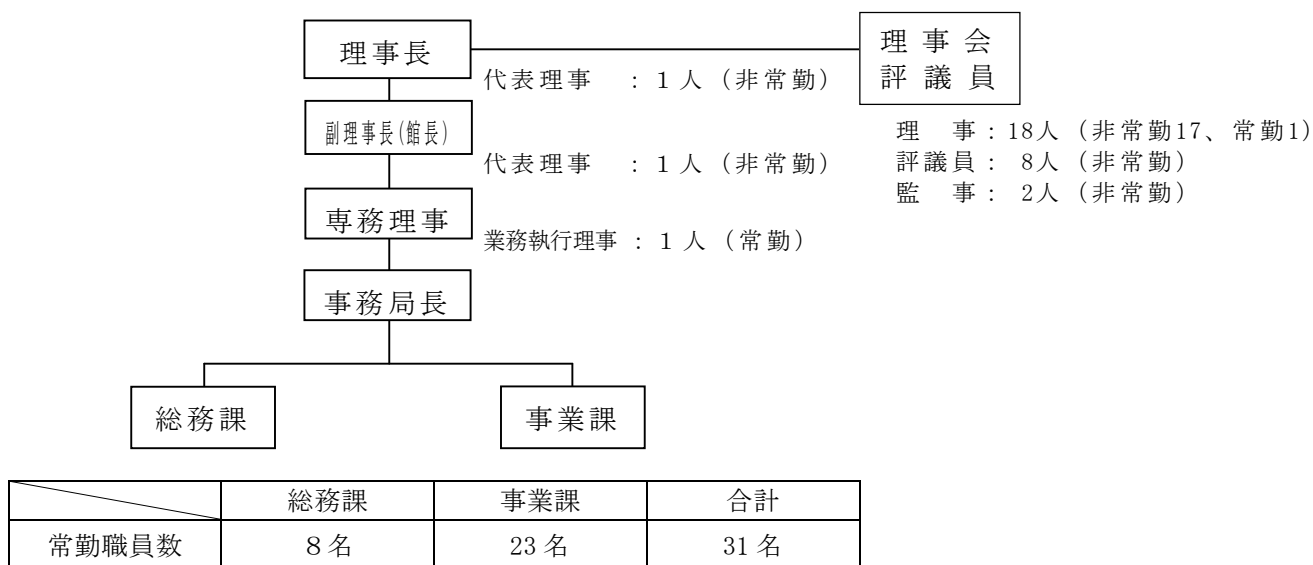 理事長
理事会
評議員
代表理事 : 1人（非常勤）
副理事長(館長)
理　事：18人（非常勤17、常勤1）
評議員： 8人（非常勤）
監　事： 2人（非常勤）
代表理事 : 1人（非常勤）
専務理事
業務執行理事 : 1人（常勤）
事務局長
総務課 事業課
総務課 事業課 合計
常勤職員数 8名 23名 31名